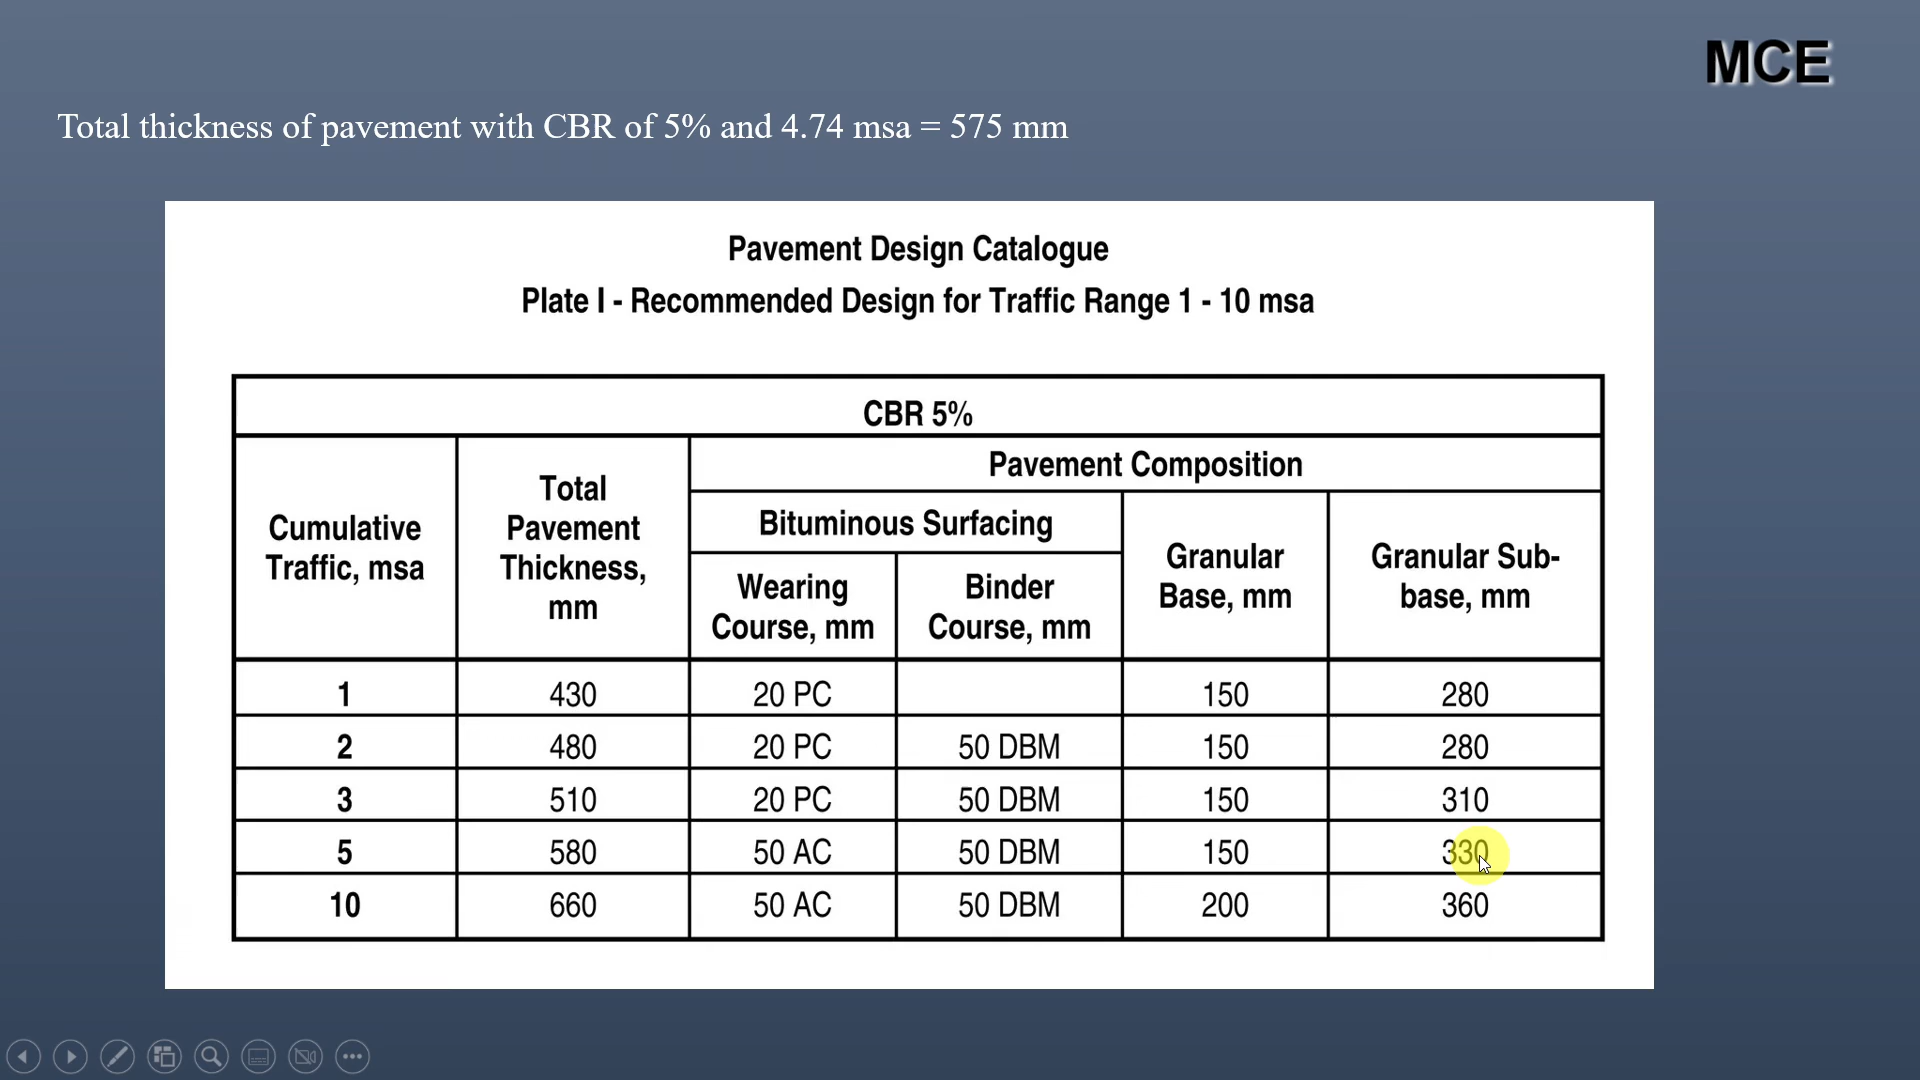 MCE
Total thickness of pavement with CBR of 5% and 4.74 msa = 575 mm
Pavement Design Catalogue
Plate I - Recommended Design for Traffic Range 1 - 10 msa
CBR 5%
Cumulative
Traffic, msa
Total
Pavement
Thickness,
mm
Pavement Composition
Bituminous Surfacing
Wearing
Course, mm
Binder
Course, mm
Granular
Base, mm
Granular Sub-
base, mm
1 430 20 PC 150 280
2 480 20 PC 50 DBM 150 280
3 510 20 PC 50 DBM 150 310
5 580 50 AC 50 DBM 150 330
10 660 50 AC 50 DBM 200 360